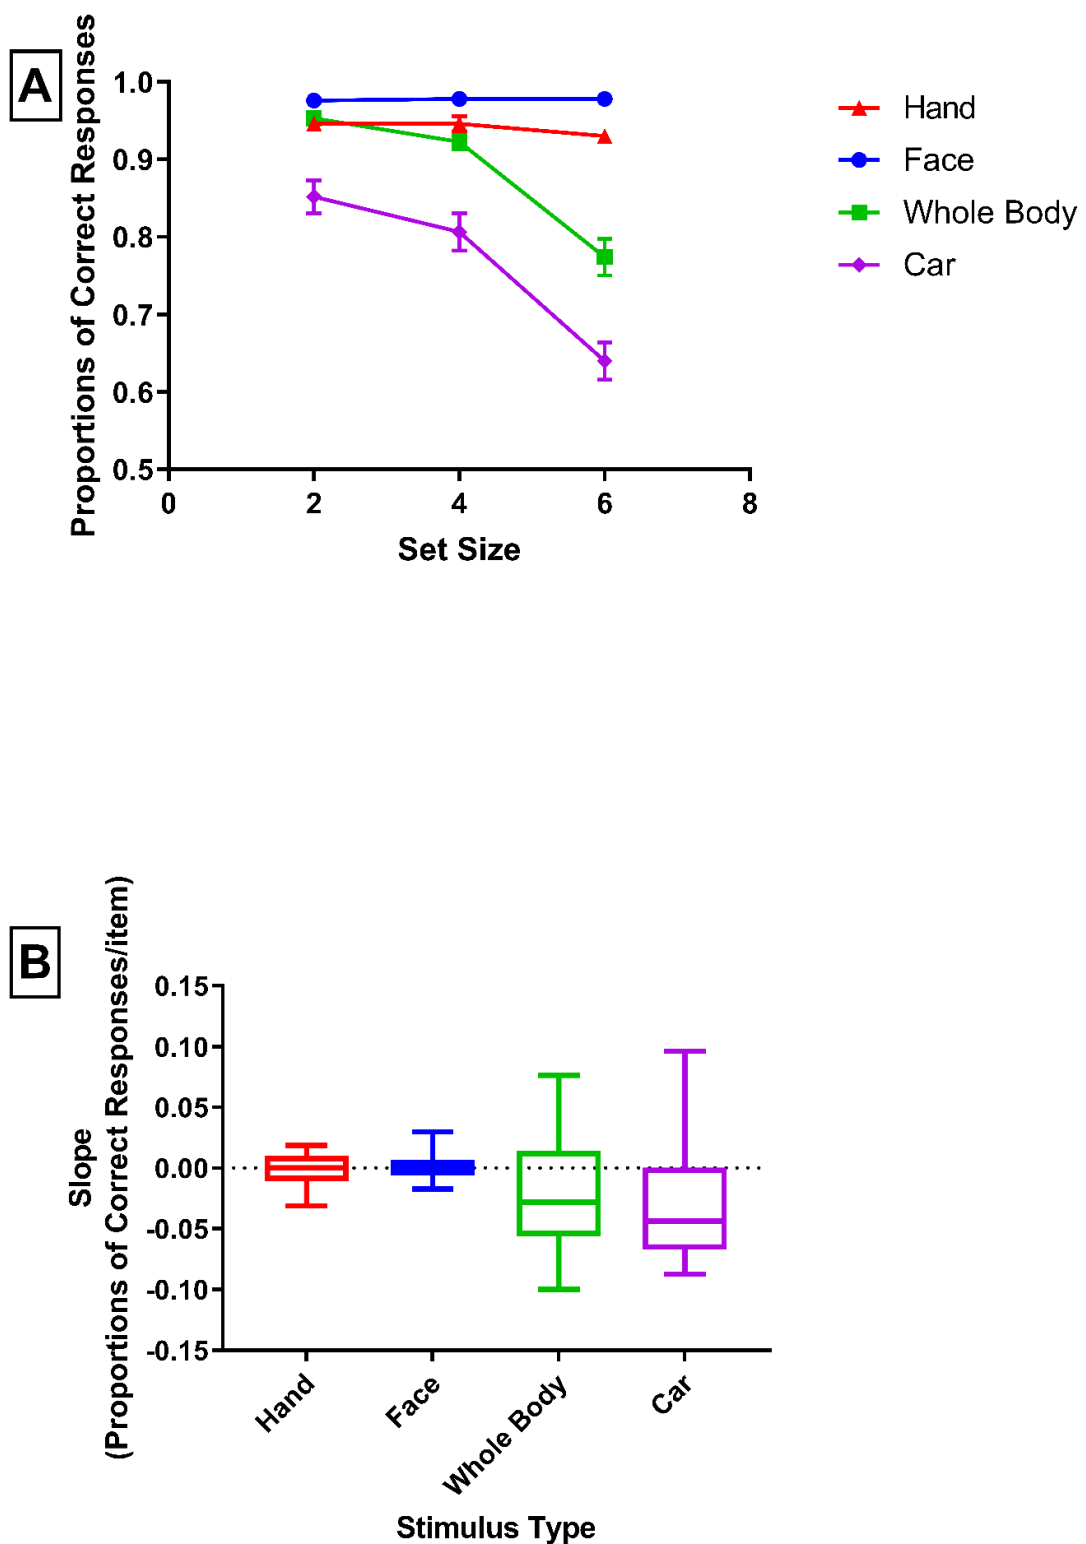 A
Proportions of Correct Responses
1.0
0.9
0.8
0.7
0.6
0.5
0 2 4 6 8
Set Size
Hand
Face
Whole Body
Car
B
Slope
(Proportions of Correct Responses/item)
0.15
0.10
0.05
0.00
-0.05
-0.10
-0.15
Hand
Face
Whole Body
Car
Stimulus Type